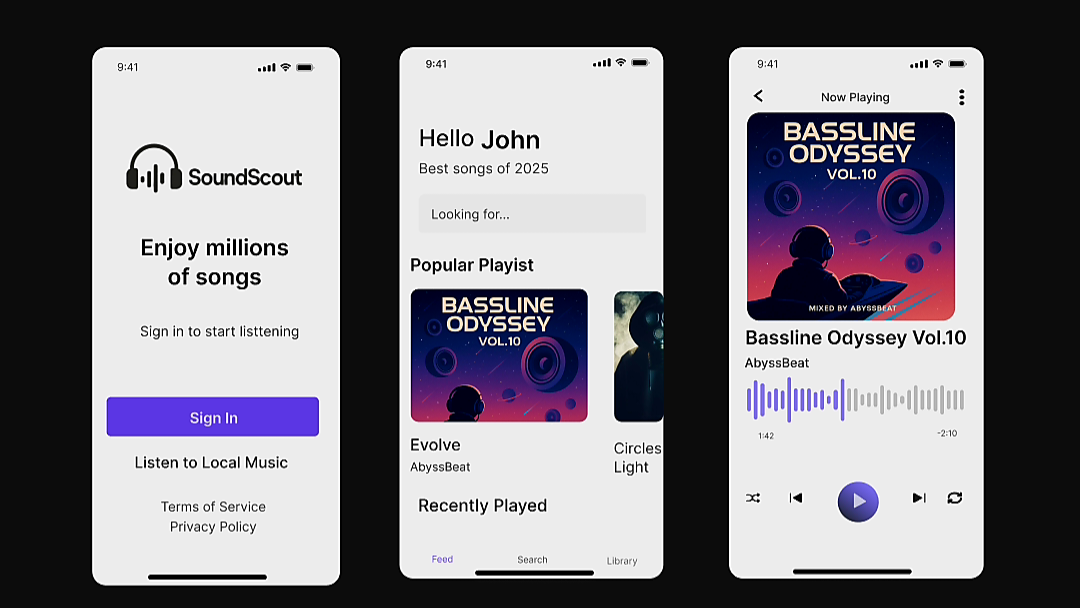 9:41
SoundScout
Enjoy millions
of songs
Sign in to start listtening
Sign In
Listen to Local Music
Terms of Service
Privacy Policy
9:41
Hello John
Best songs of 2025
Looking for...
Popular Playist
BASSLINE
ODYSSEY
VOL.10
Evolve
AbyssBeat
Circles
Light
Recently Played
Feed
Search
Library
9:41
Now Playing
BASSLINE
ODYSSEY
VOL.10
MIXED BY ABYSSBEAT
Bassline Odyssey Vol.10
AbyssBeat
1:42
-2:10